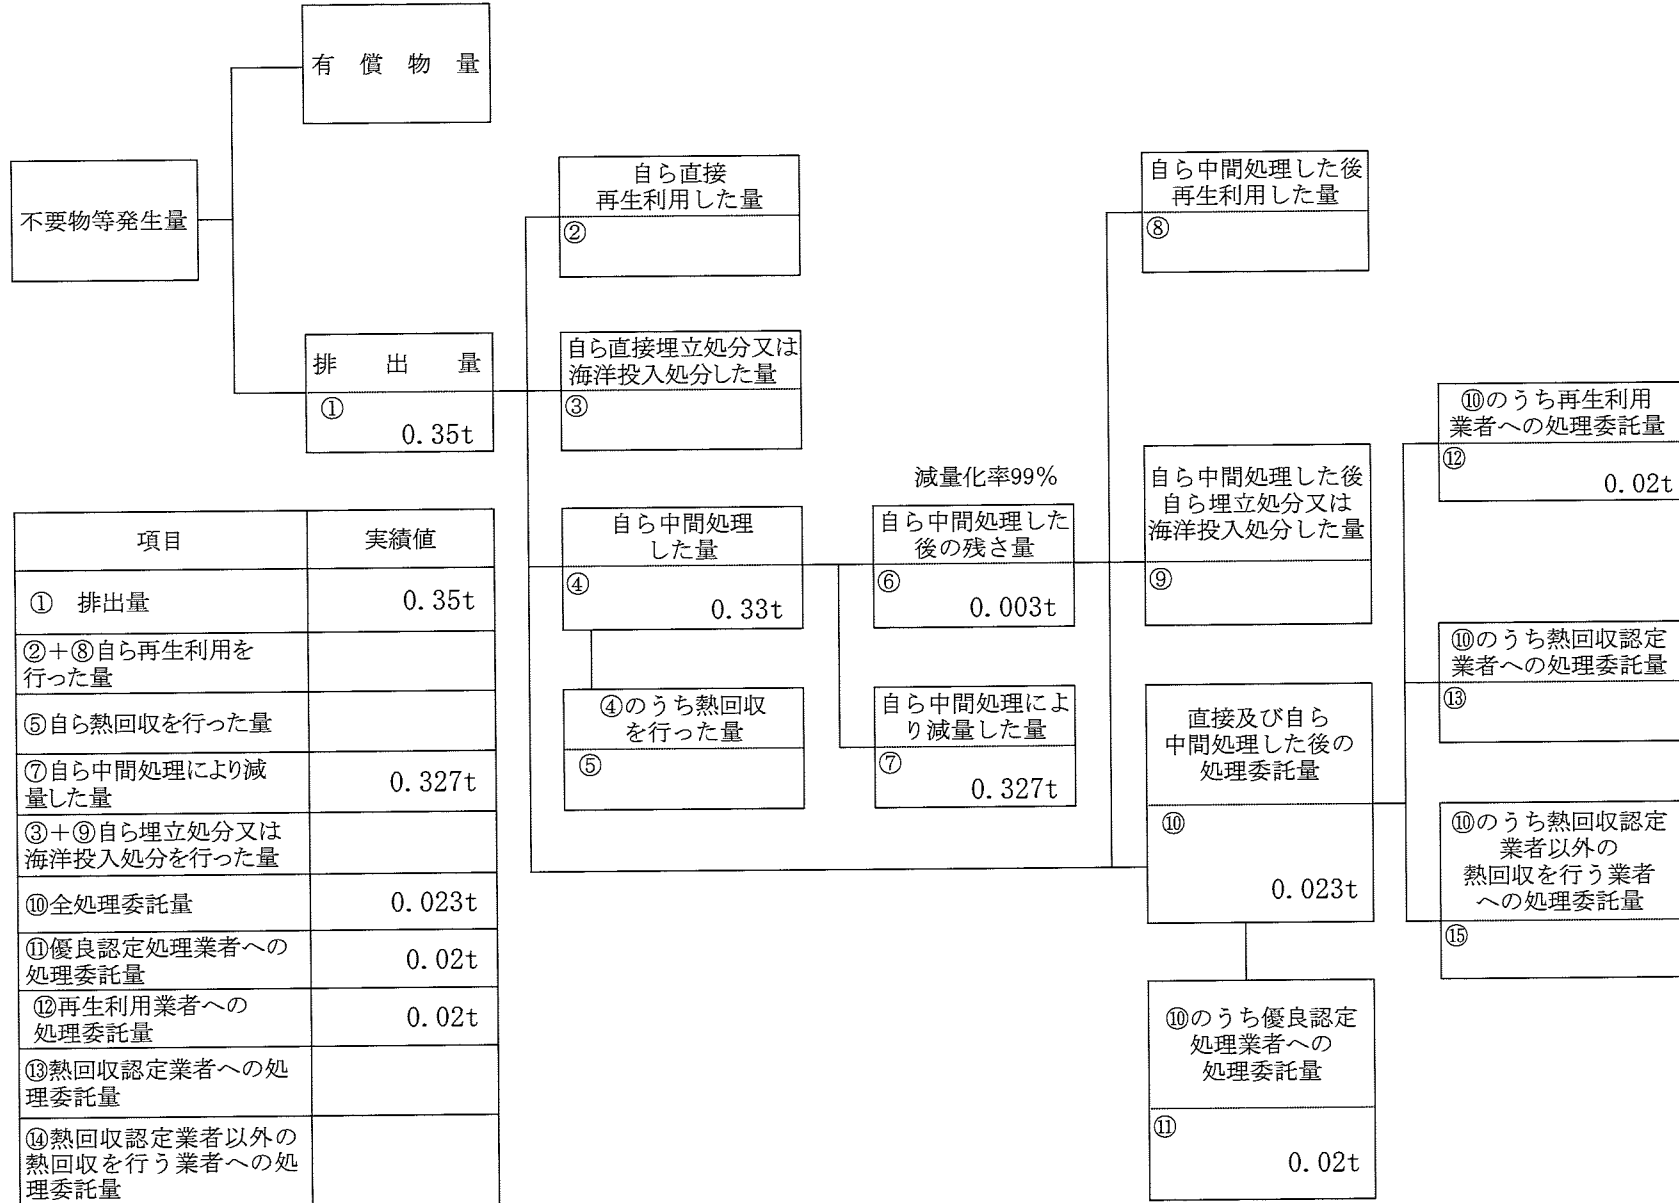 有償物量
不要物等発生量
排出量
①
0.35t
自ら直接
再生利用した量
②
自ら直接埋立処分又は
海洋投入処分した量
③
自ら中間処理
した量
④
0.33t
④のうち熱回収
を行った量
⑤
減量化率99%
自ら中間処理した
後の残さ量
⑥
0.003t
自ら中間処理によ
り減量した量
⑦
0.327t
自ら中間処理した後
再生利用した量
⑧
自ら中間処理した後
自ら埋立処分又は
海洋投入処分した量
⑨
直接及び自ら
中間処理した後の
処理委託量
⑩
0.023t
⑩のうち優良認定
処理業者への
処理委託量
⑪
0.02t
⑩のうち再生利用
業者への処理委託量
⑫
0.02t
⑩のうち熱回収認定
業者への処理委託量
⑬
⑩のうち熱回収認定
業者以外の
熱回収を行う業者
への処理委託量
⑮
項目 実績値
① 排出量 0.35t
②+⑧自ら再生利用を
行った量
⑤自ら熱回収を行った量
⑦自ら中間処理により減
量した量 0.327t
③+⑨自ら埋立処分又は
海洋投入処分を行った量
⑩全処理委託量 0.023t
⑪優良認定処理業者への
処理委託量 0.02t
⑫再生利用業者への
処理委託量 0.02t
⑬熱回収認定業者への処
理委託量
⑭熱回収認定業者以外の
熱回収を行う業者への処
理委託量